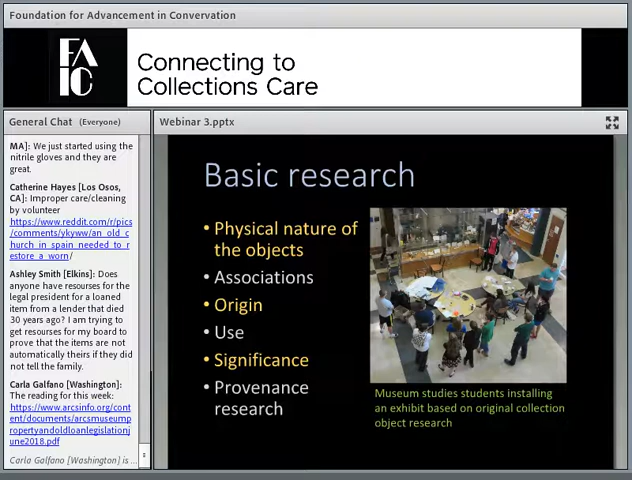 Foundation for Advancement in Convervation
FA
IC
Connecting to
Collections Care
General Chat (Everyone)
MA]: We just started using the
nitrile gloves and they are
great.
Catherine Hayes [Los Osos,
CA]: Improper care/cleaning
by volunteer
https://www.reddit.com/r/pics
/comments/ykyww/an_old_c
hurch_in_spain_needed_to_r
estore_a_worn/
Ashley Smith [Elkins]: Does
anyone have resourses for the
legal president for a loaned
item from a lender that died
30 years ago? I am trying to
get resourses for my board to
prove that the items are not
automatically theirs if they did
not tell the family.
Carla Galfano [Washington]:
The reading for this week:
https://www.arcsinfo.org/cont
ent/documents/arcsmuseump
ropertyandoldloanlegislationj
une2018.pdf
Carla Galfano [Washington] is ...
Webinar 3.pptx
Basic research
• Physical nature of
the objects
• Associations
• Origin
• Use
• Significance
• Provenance
research
Museum studies students installing
an exhibit based on original collection
object research